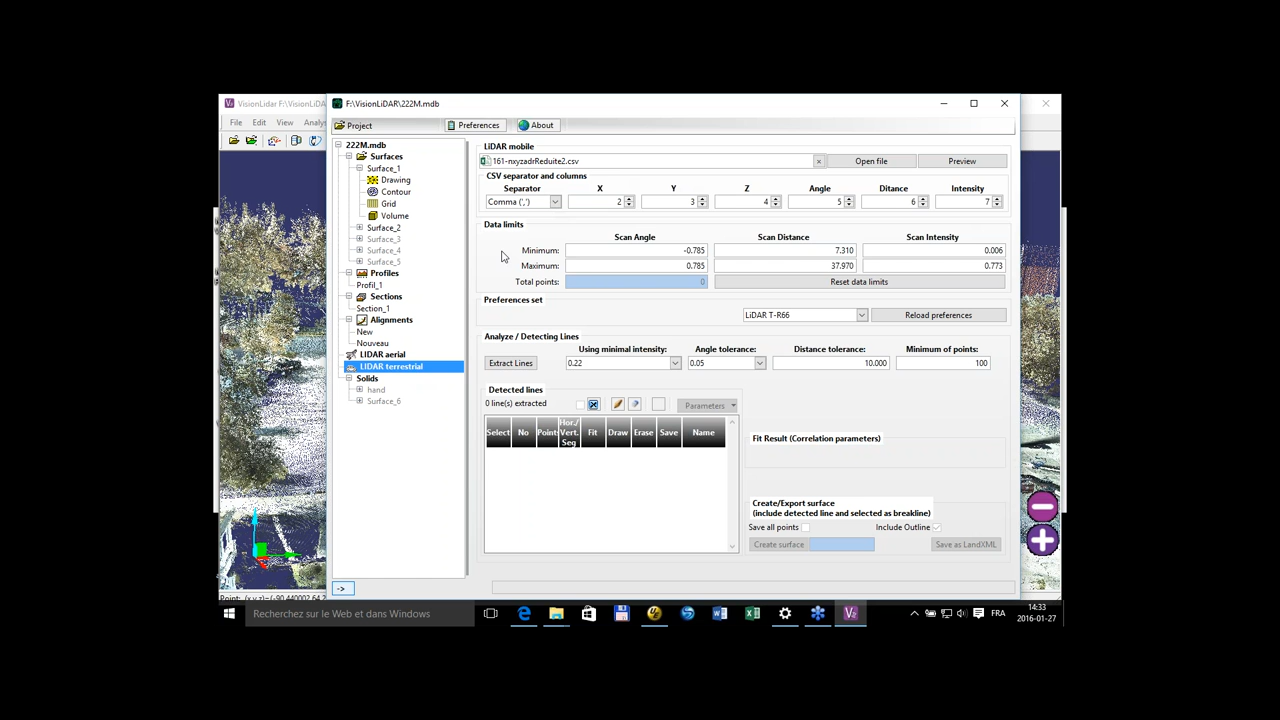 VisionLidar F:\VisionLiDA
F:\VisionLiDAR\222M.mdb
File Edit View Analys
Project Preferences About
222M.mdb
Surfaces
Surface_1
Drawing
Contour
Grid
Volume
Surface_2
Surface_3
Surface_4
Surface_5
Profiles
Profil_1
Sections
Section_1
Alignments
New
Nouveau
LIDAR aerial
LIDAR terrestrial
Solids
hand
Surface_6
->
LiDAR mobile
161-nxyzadrReduite2.csv x Open file Preview
CSV separator and columns
Separator X Y Z Angle Ditance Intensity
Comma (',') 2 3 4 5 6 7
Data limits
Scan Angle Scan Distance Scan Intensity
Minimum: -0.785 7.310 0.006
Maximum: 0.785 37.970 0.773
Total points: 0 Reset data limits
Preferences set
LiDAR T-R66 Reload preferences
Analyze / Detecting Lines
Using minimal intensity: Angle tolerance: Distance tolerance: Minimum of points:
Extract Lines 0.22 0.05 10.000 100
Detected lines
0 line(s) extracted Parameters
Select No Point Hor./ Vert. Seg Fit Draw Erase Save Name
Fit Result (Correlation parameters)
Create/Export surface
(include detected line and selected as breakline)
Save all points Include Outline
Create surface Save as LandXML
Point: (x y z)=(-90.440002 64.2
Recherchez sur le Web et dans Windows FRA 14:33
2016-01-27